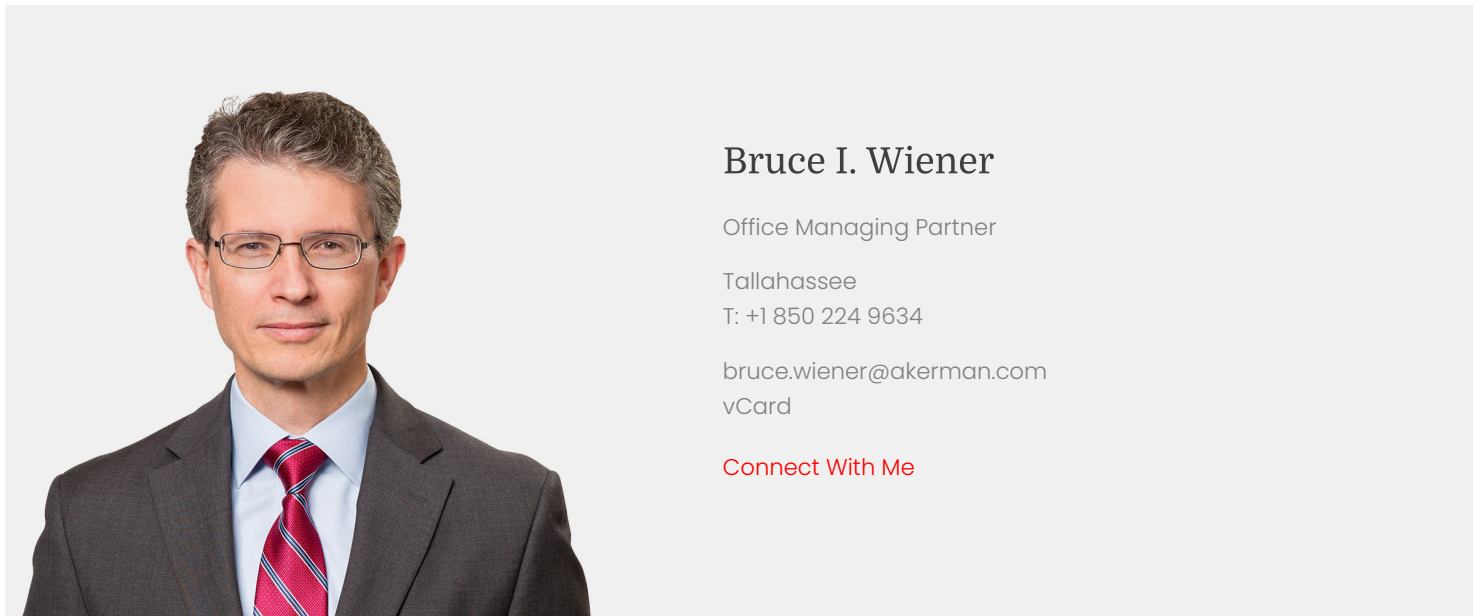 Bruce I. Wiener
Office Managing Partner
Tallahassee
T: +1 850 224 9634
bruce.wiener@akerman.com
vCard
Connect With Me